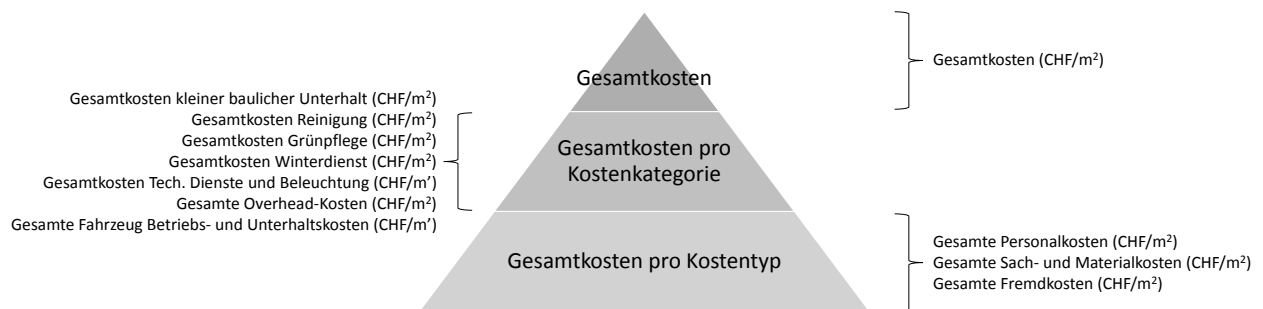 Gesamtkosten
Gesamtkosten (CHF/m²)
Gesamtkosten kleiner baulicher Unterhalt (CHF/m²)
Gesamtkosten Reinigung (CHF/m²)
Gesamtkosten Grünpflege (CHF/m²)
Gesamtkosten Winterdienst (CHF/m²)
Gesamtkosten Tech. Dienste und Beleuchtung (CHF/m’)
Gesamte Overhead-Kosten (CHF/m²)
Gesamte Fahrzeug Betriebs- und Unterhaltskosten (CHF/m’)
Gesamtkosten pro
Kostenkategorie
Gesamtkosten pro Kostentyp
Gesamte Personalkosten (CHF/m²)
Gesamte Sach- und Materialkosten (CHF/m²)
Gesamte Fremdkosten (CHF/m²)